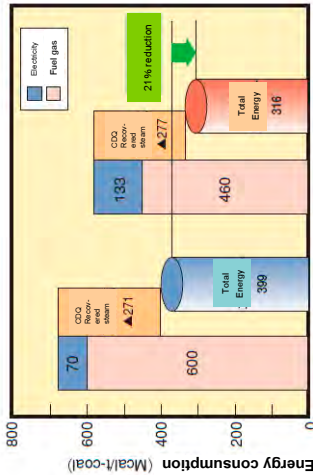 Electricity
Fuel gas
21% reduction
800
600
400
200
0
Energy consumption (Mcal/t-coal)
70
600
CDQ
Recov-
ered
steam
▲271
Total
Energy
399
133
460
CDQ
Recov-
ered
steam
▲277
Total
Energy
316